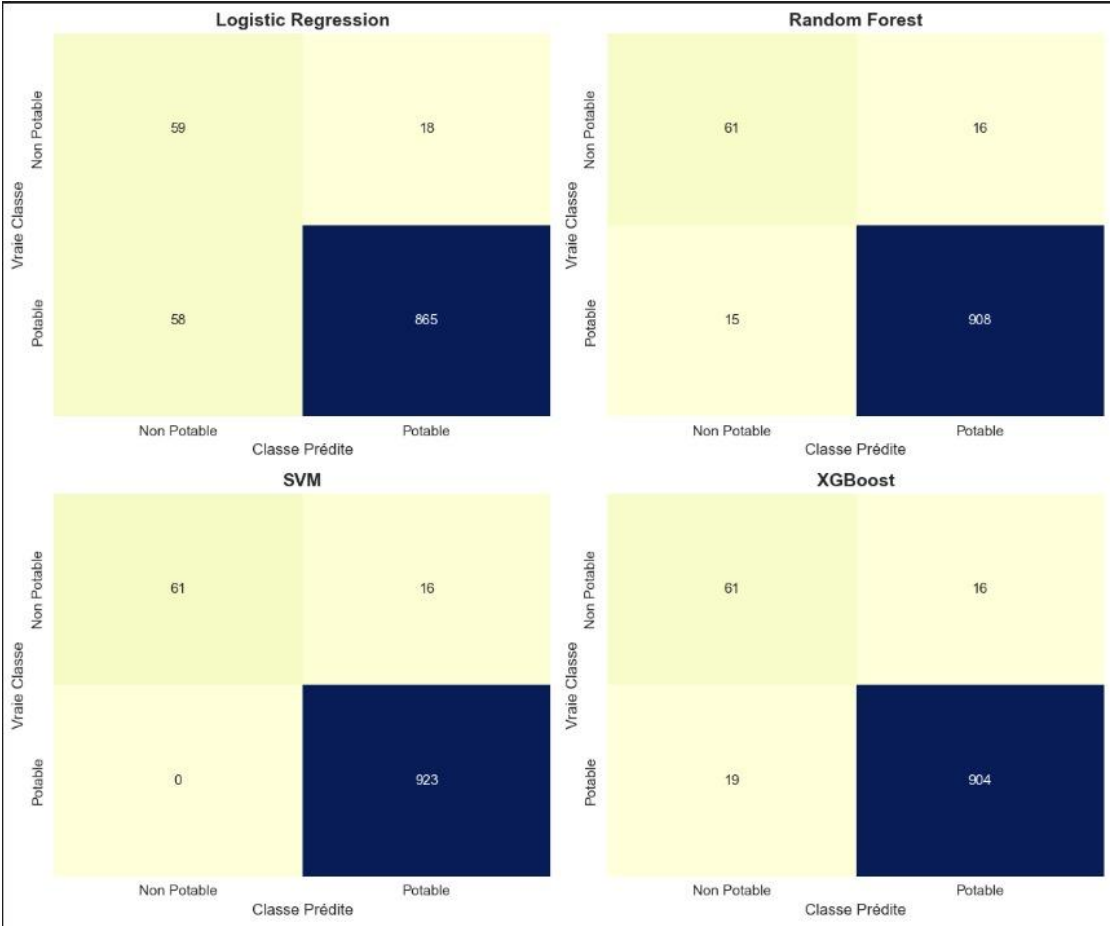 Logistic Regression
Non Potable
Potable
Vraie Classe
59
18
58
865
Non Potable
Potable
Classe Prédite
Random Forest
Non Potable
Potable
Vraie Classe
61
16
15
908
Non Potable
Potable
Classe Prédite
SVM
Non Potable
Potable
Vraie Classe
61
16
0
923
Non Potable
Potable
Classe Prédite
XGBoost
Non Potable
Potable
Vraie Classe
61
16
19
904
Non Potable
Potable
Classe Prédite